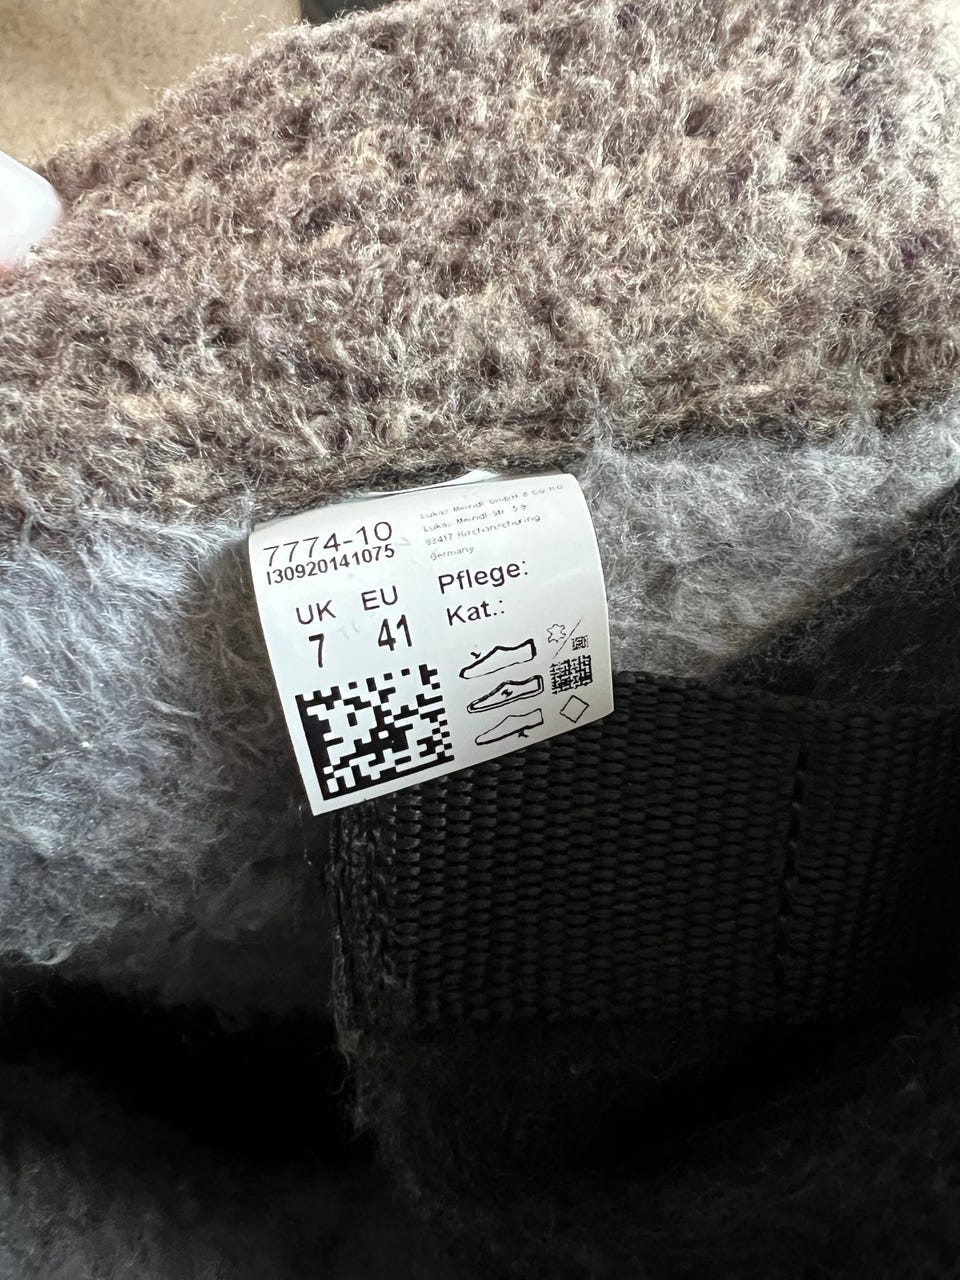 7774-10
I30920141075
Lukas Meindl GmbH & Co. KG
Lukas-Meindl-Str. 5-9
83417 Kirchanschöring
Germany
UK EU
7 41
Pflege:
Kat.: